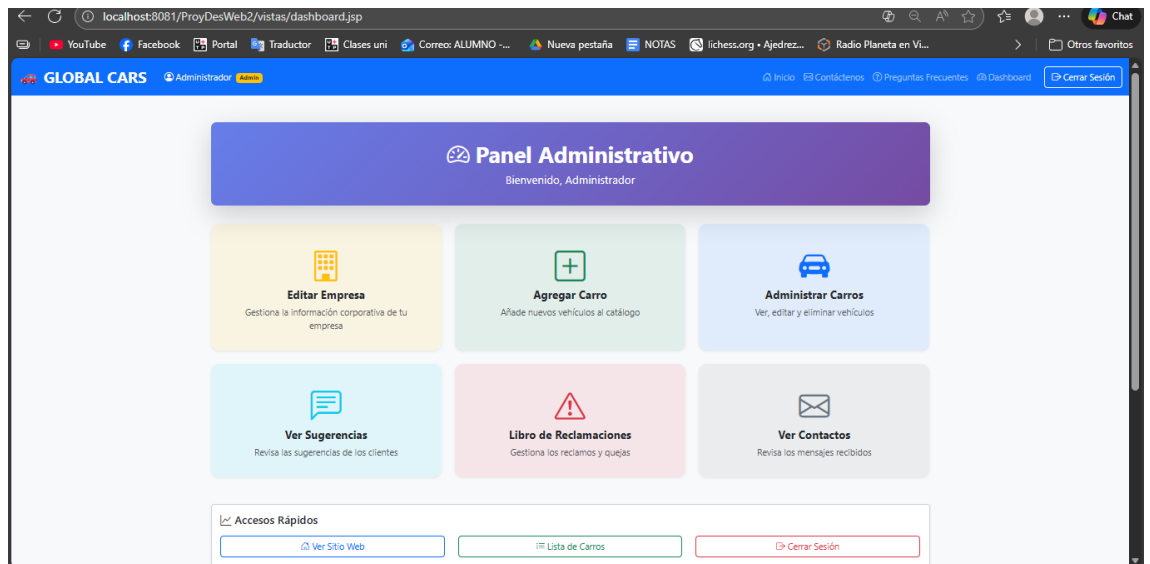 localhost:8081/ProyDesWeb2/vistas/dashboard.jsp
Chat
YouTube Facebook Portal Traductor Clases uni Correo: ALUMNO -... Nueva pestaña NOTAS lichess.org • Ajedrez... Radio Planeta en Vi... Otros favoritos
GLOBAL CARS Administrador Admin Inicio Contáctenos Preguntas Frecuentes Dashboard Cerrar Sesión
Panel Administrativo
Bienvenido, Administrador
Editar Empresa
Gestiona la información corporativa de tu
empresa
Agregar Carro
Añade nuevos vehículos al catálogo
Administrar Carros
Ver, editar y eliminar vehículos
Ver Sugerencias
Revisa las sugerencias de los clientes
Libro de Reclamaciones
Gestiona los reclamos y quejas
Ver Contactos
Revisa los mensajes recibidos
Accesos Rápidos
Ver Sitio Web Lista de Carros Cerrar Sesión